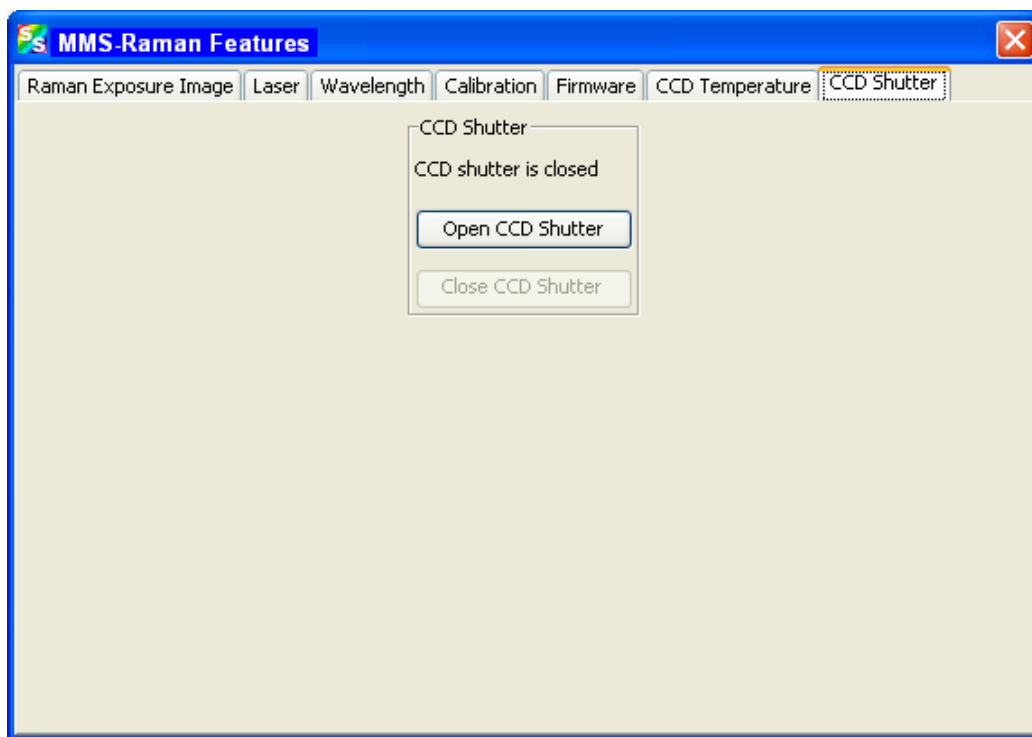 MMS-Raman Features
Raman Exposure Image Laser Wavelength Calibration Firmware CCD Temperature CCD Shutter
CCD Shutter
CCD shutter is closed
Open CCD Shutter
Close CCD Shutter